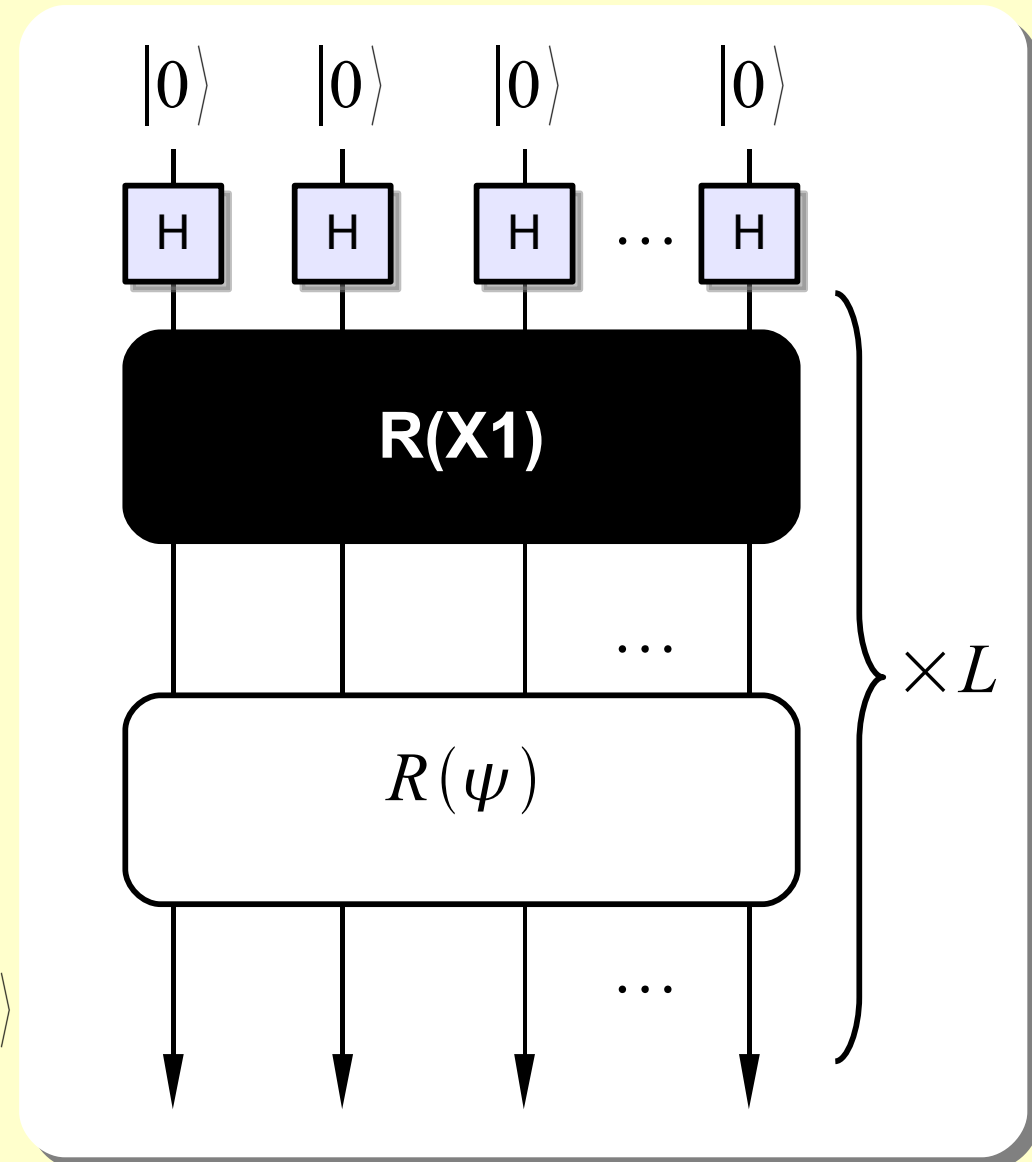 |0⟩ |0⟩ |0⟩ |0⟩
H H H … H
R(X1)
…
×L
R(ψ)
…
⟩